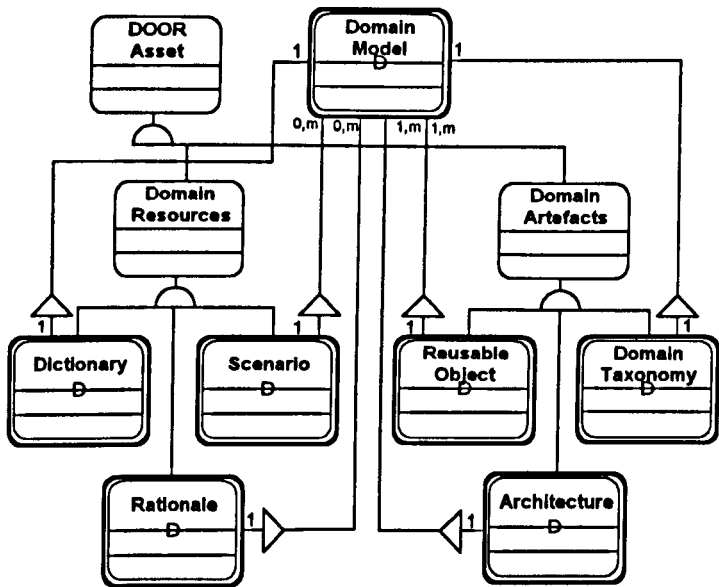 DOOR
Asset
Domain
Model
D
1
1
0,m
0,m
1,m
1,m
Domain
Resources
Domain
Artefacts
1
1
1
1
Dictionary
D
Scenario
D
Reusable
Object
D
Domain
Taxonomy
D
Rationale
D
1
1
Architecture
D